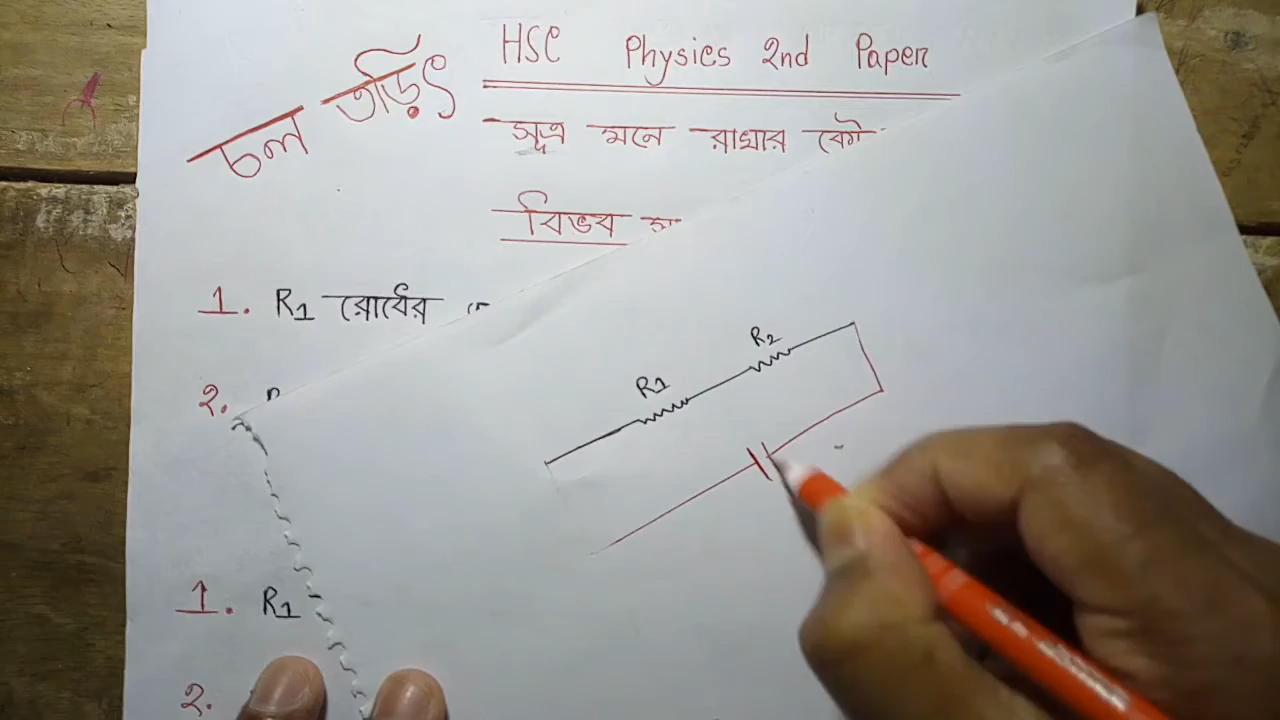 চল তড়িৎ
HSC Physics 2nd Paper
সূত্র মনে রাখার
বিভব
1. R1 রোধের
2.
R1
R2
1. R1
2.